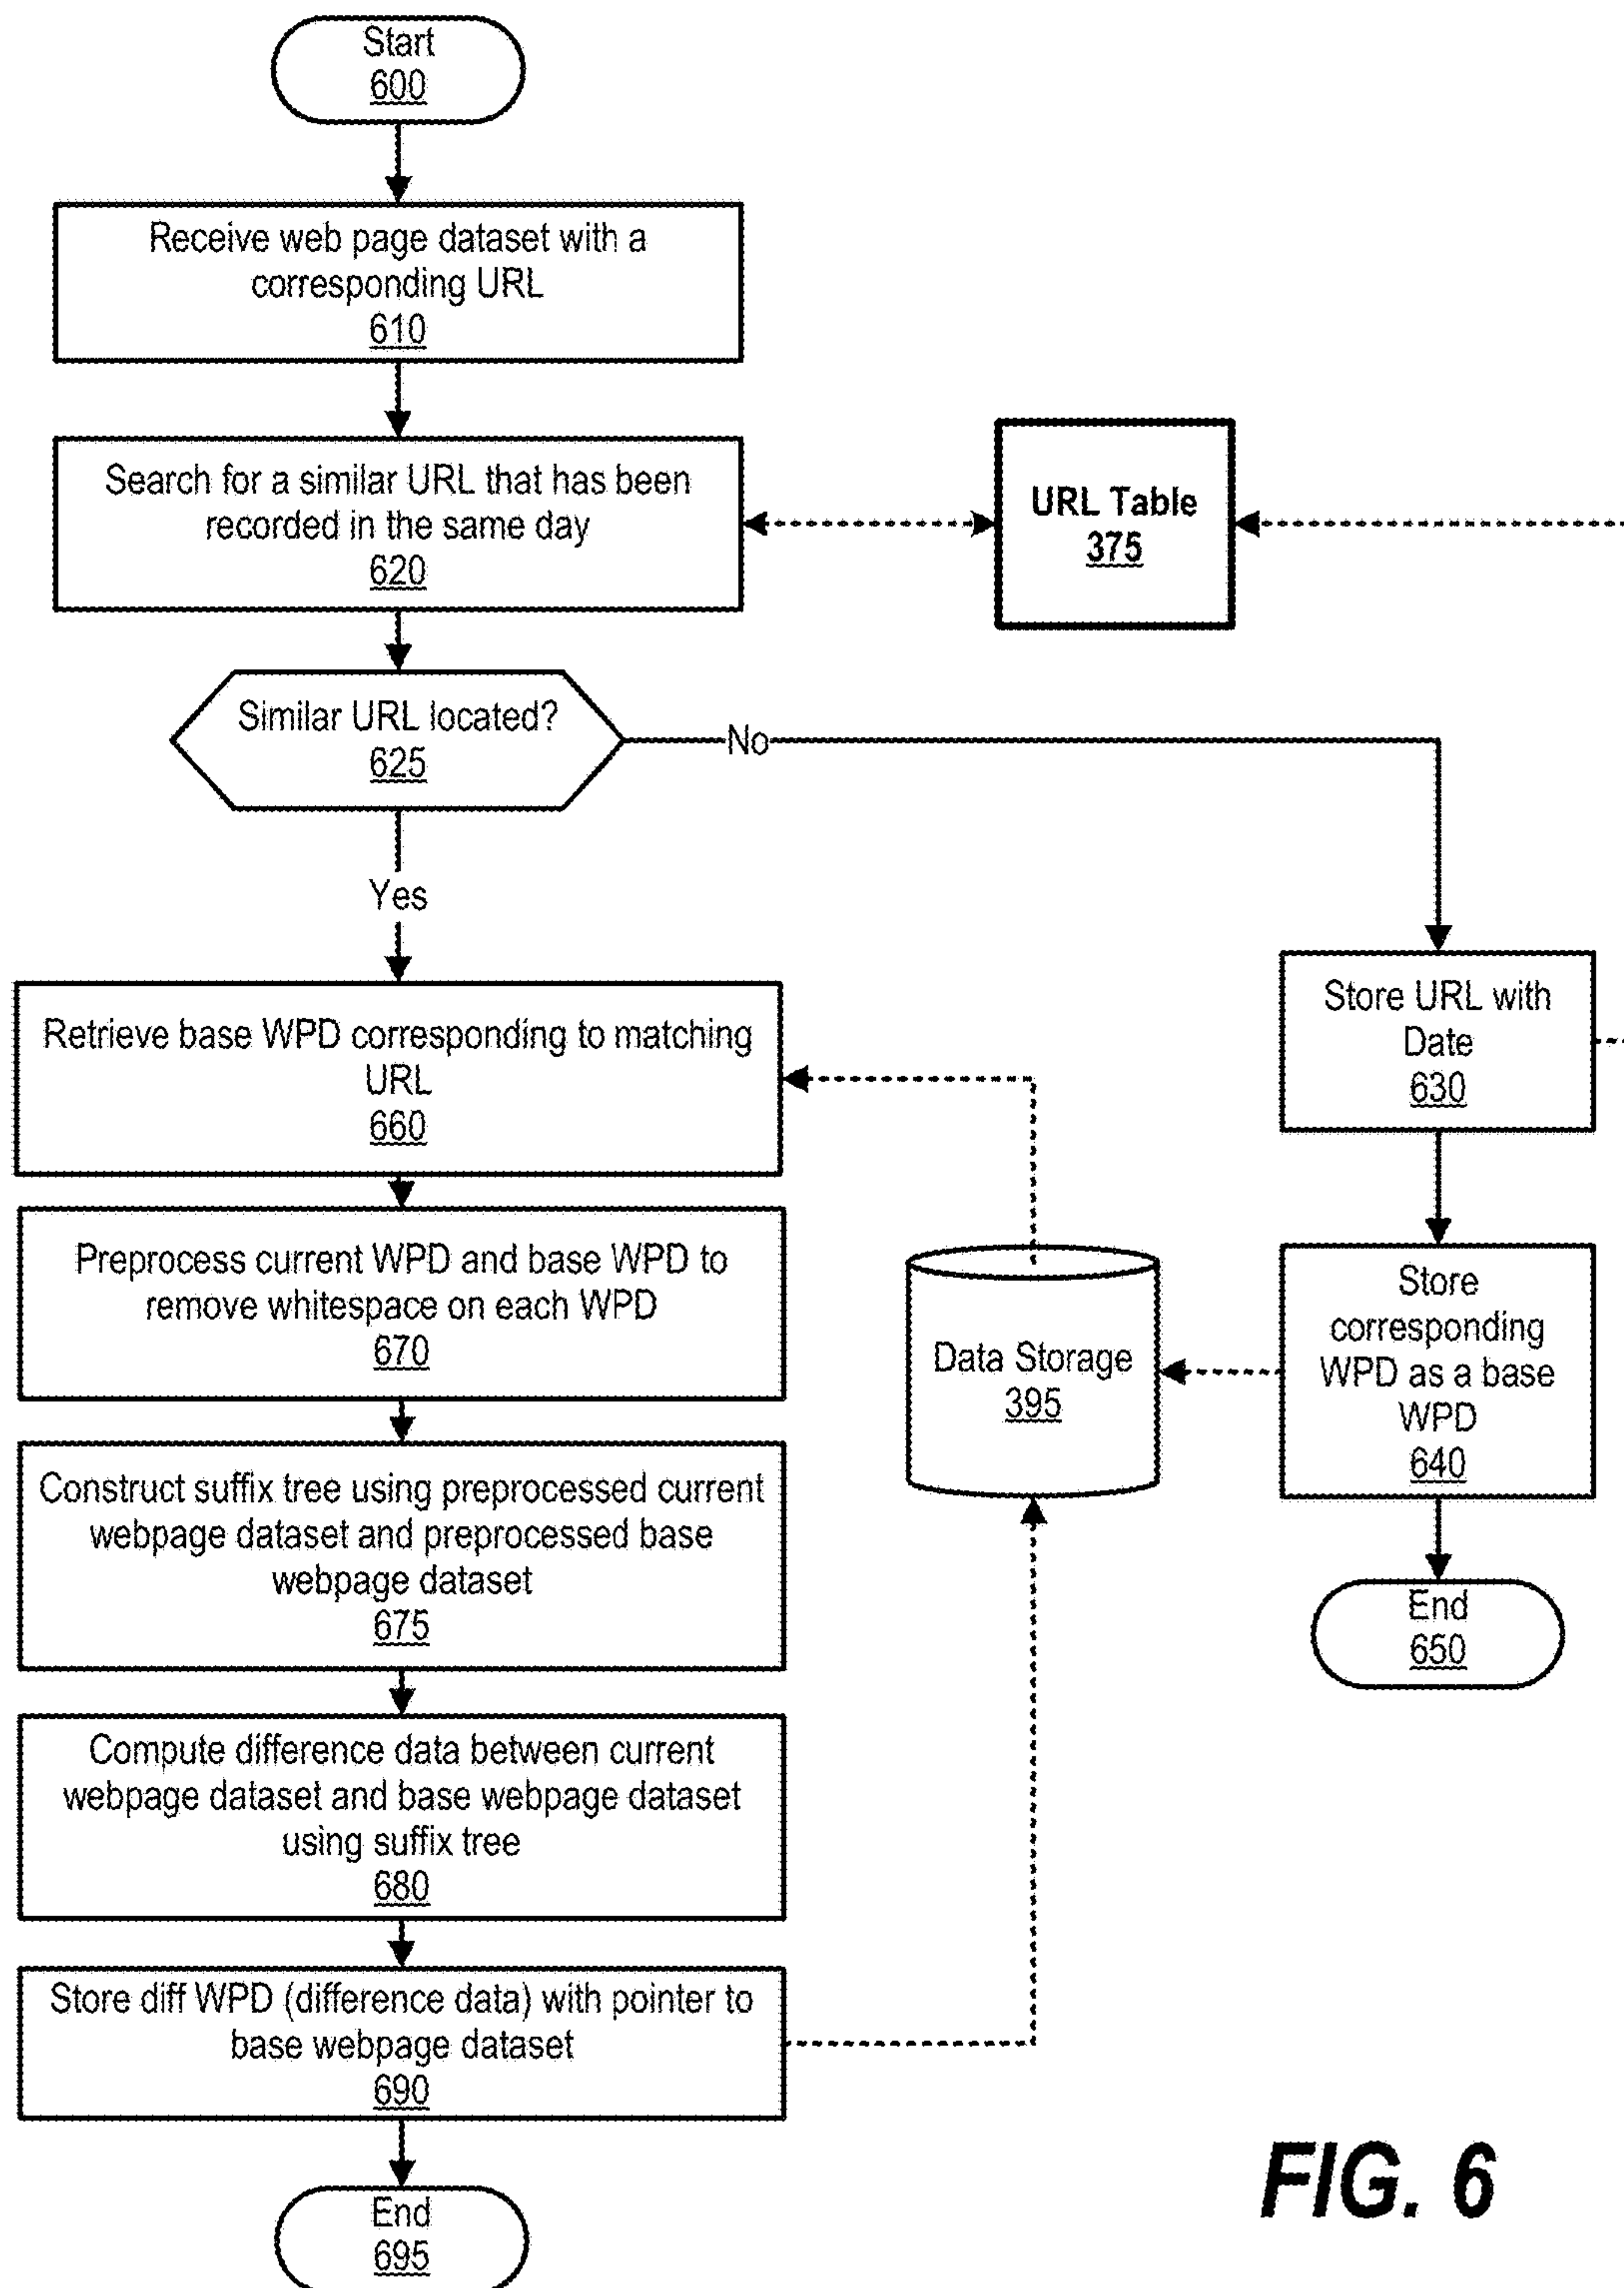 Start
600
Receive web page dataset with a
corresponding URL
610
Search for a similar URL that has been
recorded in the same day
620
URL Table
375
Similar URL located?
625
No
Yes
Retrieve base WPD corresponding to matching
URL
660
Store URL with
Date
630
Preprocess current WPD and base WPD to
remove whitespace on each WPD
670
Data Storage
395
Store
corresponding
WPD as a base
WPD
640
Construct suffix tree using preprocessed current
webpage dataset and preprocessed base
webpage dataset
675
End
650
Compute difference data between current
webpage dataset and base webpage dataset
using suffix tree
680
Store diff WPD (difference data) with pointer to
base webpage dataset
690
End
695
FIG. 6